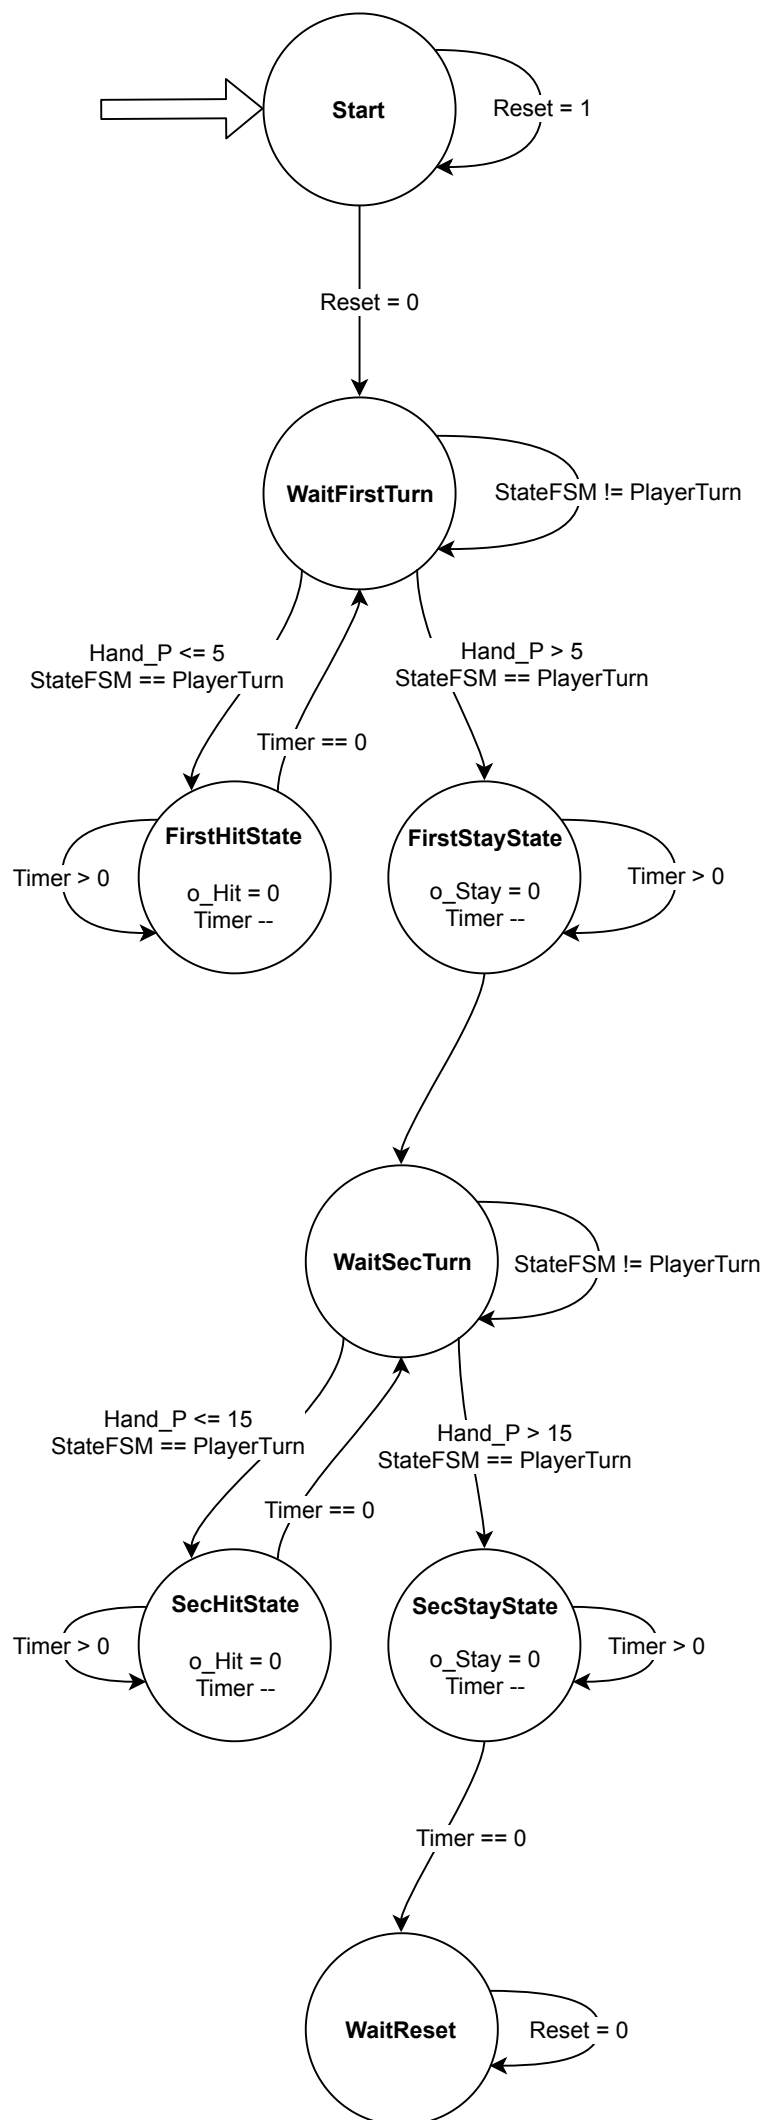 Start
Reset = 1
Reset = 0
WaitFirstTurn
StateFSM != PlayerTurn
Hand_P <= 5
StateFSM == PlayerTurn
Hand_P > 5
StateFSM == PlayerTurn
Timer == 0
FirstHitState
o_Hit = 0
Timer --
Timer > 0
FirstStayState
o_Stay = 0
Timer --
Timer > 0
WaitSecTurn
StateFSM != PlayerTurn
Hand_P <= 15
StateFSM == PlayerTurn
Hand_P > 15
StateFSM == PlayerTurn
Timer == 0
SecHitState
o_Hit = 0
Timer --
Timer > 0
SecStayState
o_Stay = 0
Timer --
Timer > 0
Timer == 0
WaitReset
Reset = 0